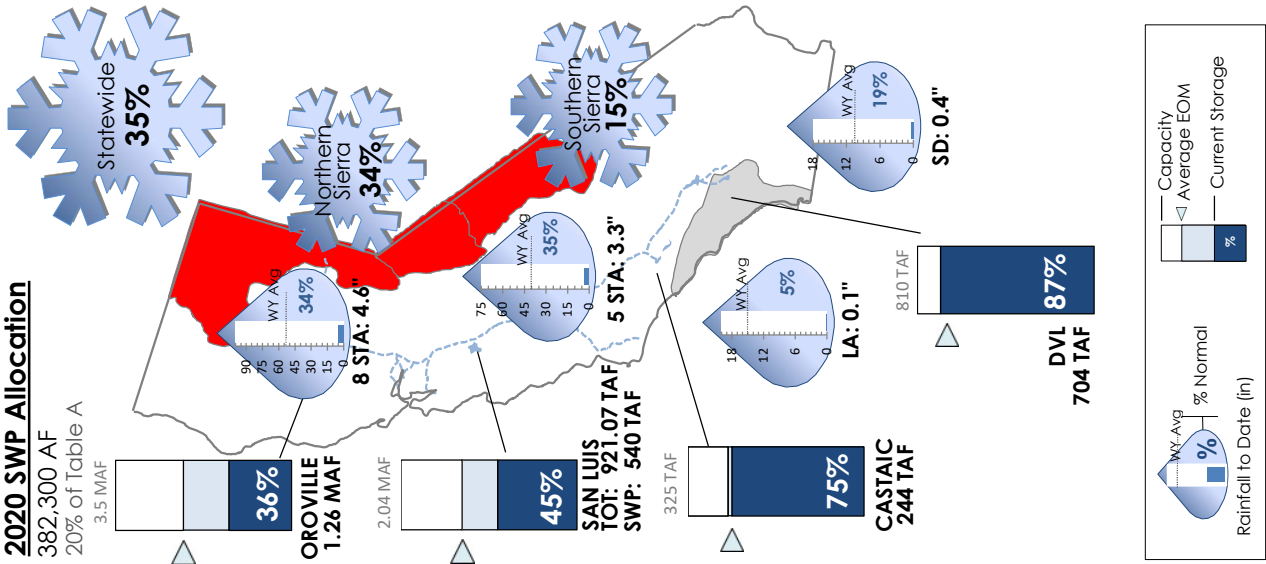 2020 SWP Allocation
382,300 AF
20% of Table A
Statewide
35%
Northern
Sierra
34%
Southern
Sierra
15%
3.5 MAF
36%
OROVILLE
1.26 MAF
90
75
60
45
30
15
0
WY Avg
34%
8 STA: 4.6"
2.04 MAF
45%
SAN LUIS
TOT: 921.07 TAF
SWP: 540 TAF
75
60
45
30
15
0
WY Avg
35%
5 STA: 3.3"
325 TAF
75%
CASTAIC
244 TAF
18
12
6
0
WY Avg
5%
LA: 0.1"
18
12
6
0
WY Avg
19%
SD: 0.4"
810 TAF
87%
DVL
704 TAF
WY Avg
% Normal
%
Rainfall to Date (in)
Capacity
Average EOM
Current Storage
%